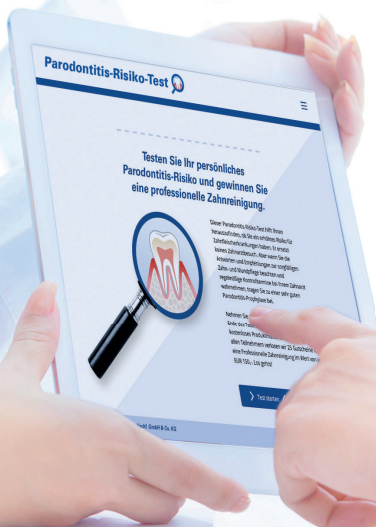 Parodontitis-Risiko-Test
Testen Sie Ihr persönliches
Parodontitis-Risiko und gewinnen Sie
eine professionelle Zahnreinigung.
Dieser Parodontitis Risiko-Test hilft Ihnen
herauszufinden, ob Sie ein erhöhtes Risiko für
Zahnfleischerkrankungen haben. Er ersetzt
keinen Zahnarztbesuch. Aber wenn Sie die
Antworten und Empfehlungen zur sorgfältigen
Zahn- und Mundpflege beachten und
regelmäßige Kontrolltermine bei Ihrem Zahnarzt
wahrnehmen, tragen Sie zu einer sehr guten
Parodontitis-Prophylaxe bei.
Nehmen Sie
Ende des
kostenloses
allen Teilnehmern verlosen wir 25 Gutscheine
eine Professionelle Zahnreinigung im Wert von
EUR 150,-. Los gehts!
Test starten
GmbH & Co. KG